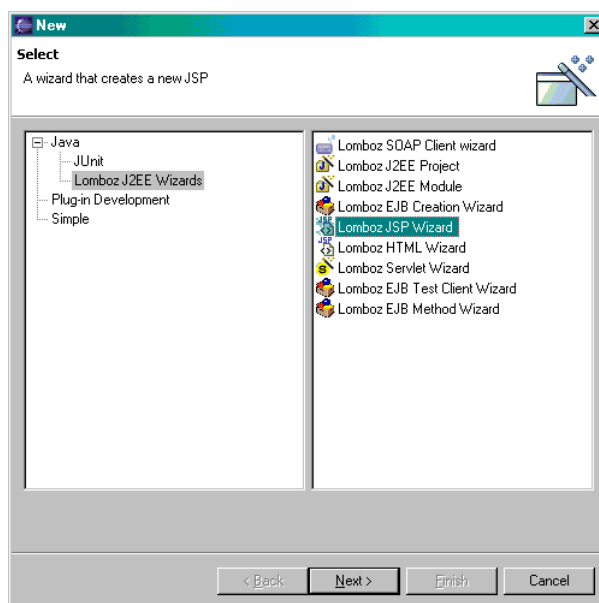 New
Select
A wizard that creates a new JSP
Java
JUnit
Lomboz J2EE Wizards
Plug-in Development
Simple
Lomboz SOAP Client wizard
Lomboz J2EE Project
Lomboz J2EE Module
Lomboz EJB Creation Wizard
Lomboz JSP Wizard
Lomboz HTML Wizard
Lomboz Servlet Wizard
Lomboz EJB Test Client Wizard
Lomboz EJB Method Wizard
< Back Next > Finish Cancel